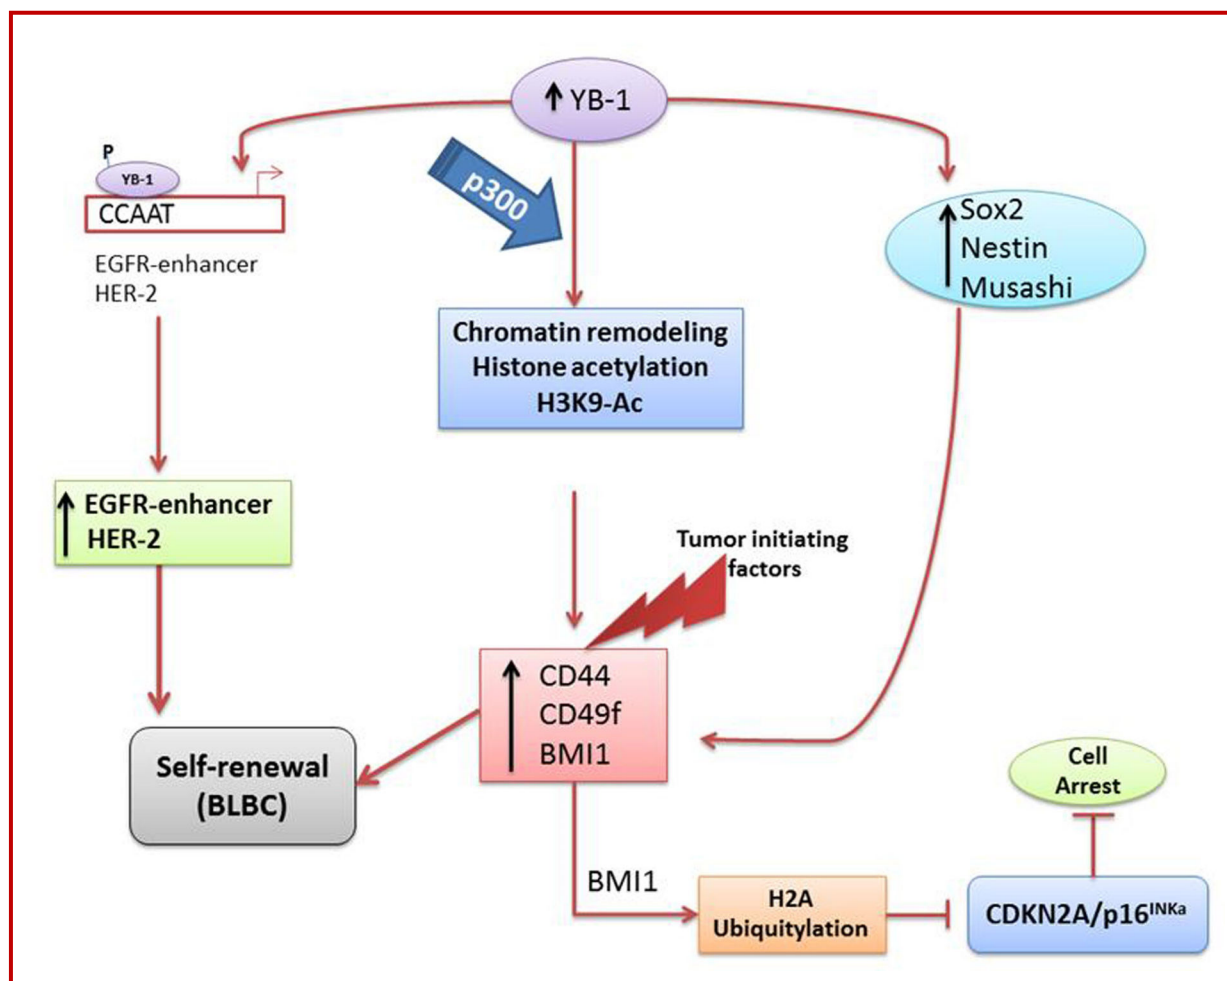 YB-1
P
YB-1
CCAAT
EGFR-enhancer
HER-2
p300
Sox2
Nestin
Musashi
Chromatin remodeling
Histone acetylation
H3K9-Ac
EGFR-enhancer
HER-2
Tumor initiating
factors
CD44
CD49f
BMI1
Self-renewal
(BLBC)
Cell
Arrest
BMI1
H2A
Ubiquitylation
CDKN2A/p16INKa